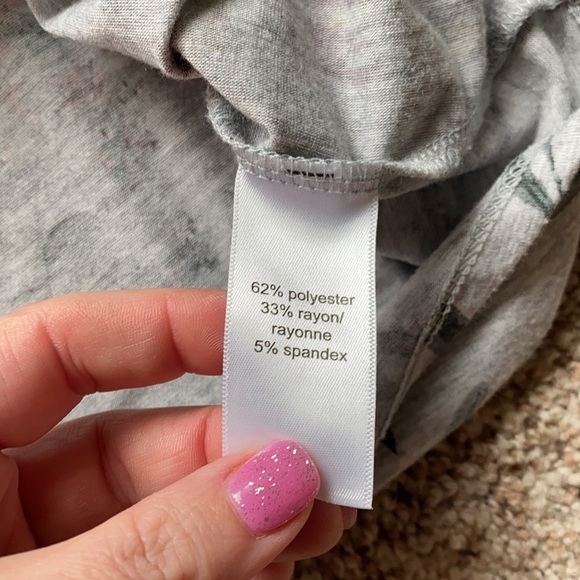 62% polyester
33% rayon/
rayonne
5% spandex